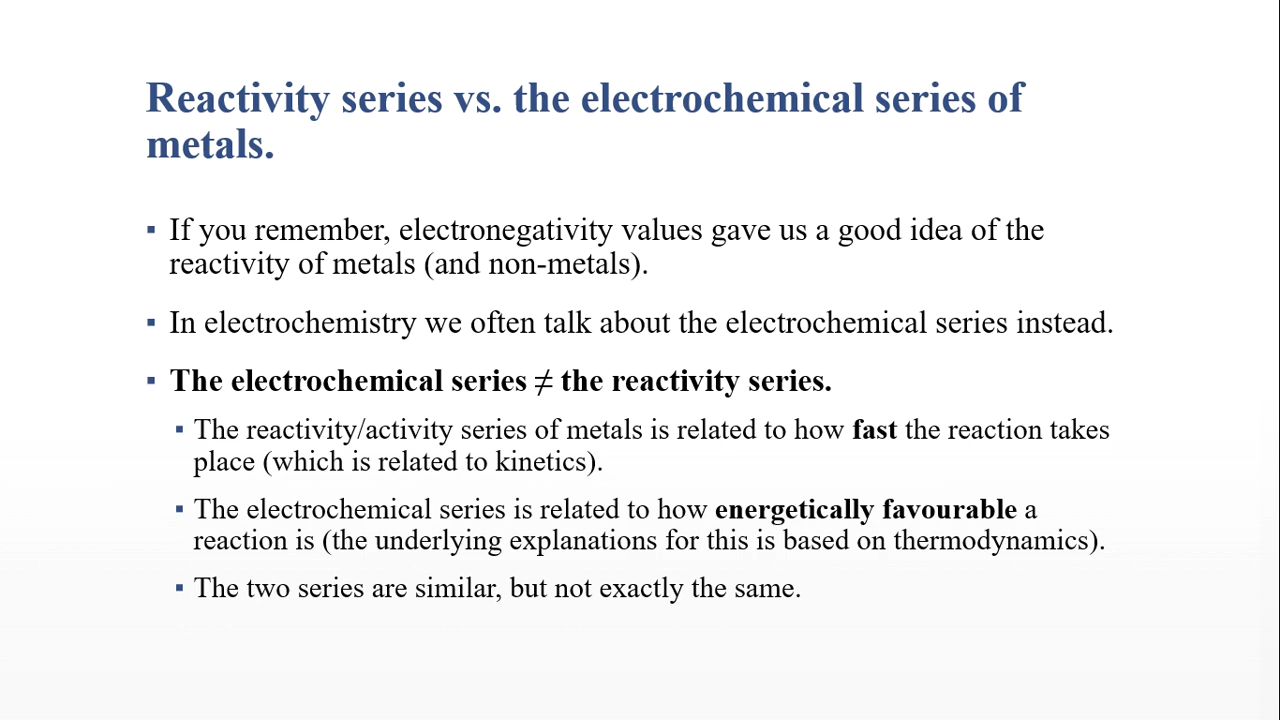 Reactivity series vs. the electrochemical series of
metals.
▪ If you remember, electronegativity values gave us a good idea of the
reactivity of metals (and non-metals).
▪ In electrochemistry we often talk about the electrochemical series instead.
▪ The electrochemical series ≠ the reactivity series.
▪ The reactivity/activity series of metals is related to how fast the reaction takes
place (which is related to kinetics).
▪ The electrochemical series is related to how energetically favourable a
reaction is (the underlying explanations for this is based on thermodynamics).
▪ The two series are similar, but not exactly the same.